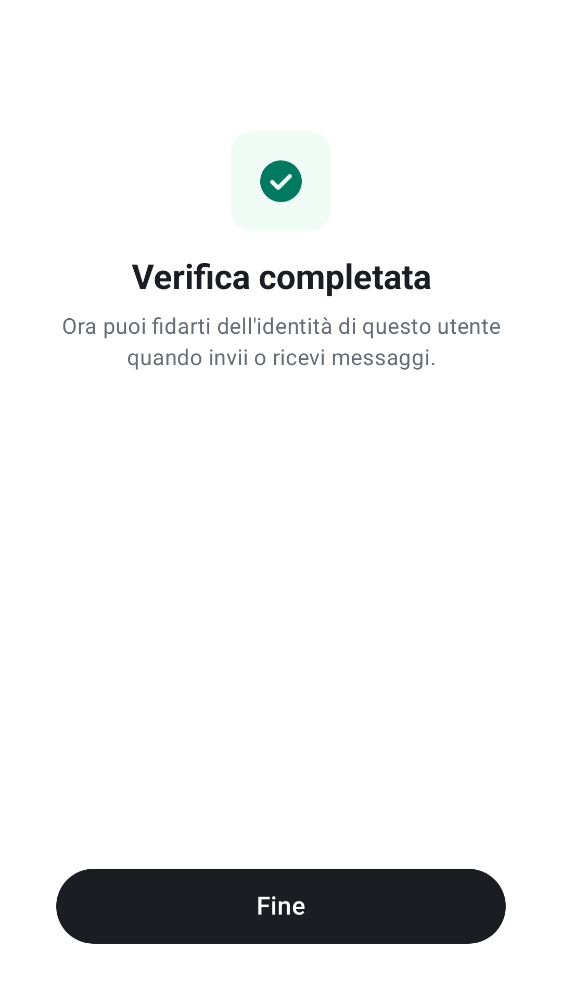 Verifica completata
Ora puoi fidarti dell'identità di questo utente
quando invii o ricevi messaggi.
Fine